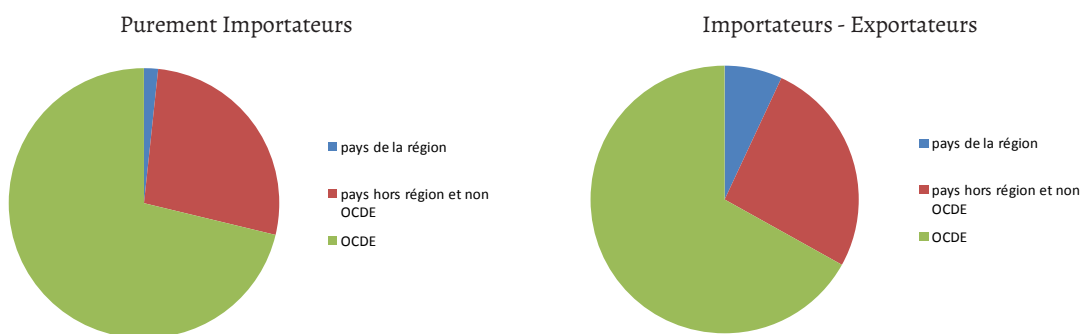 Purement Importateurs
pays de la région
pays hors région et non
OCDE
OCDE
Importateurs - Exportateurs
pays de la région
pays hors région et non
OCDE
OCDE